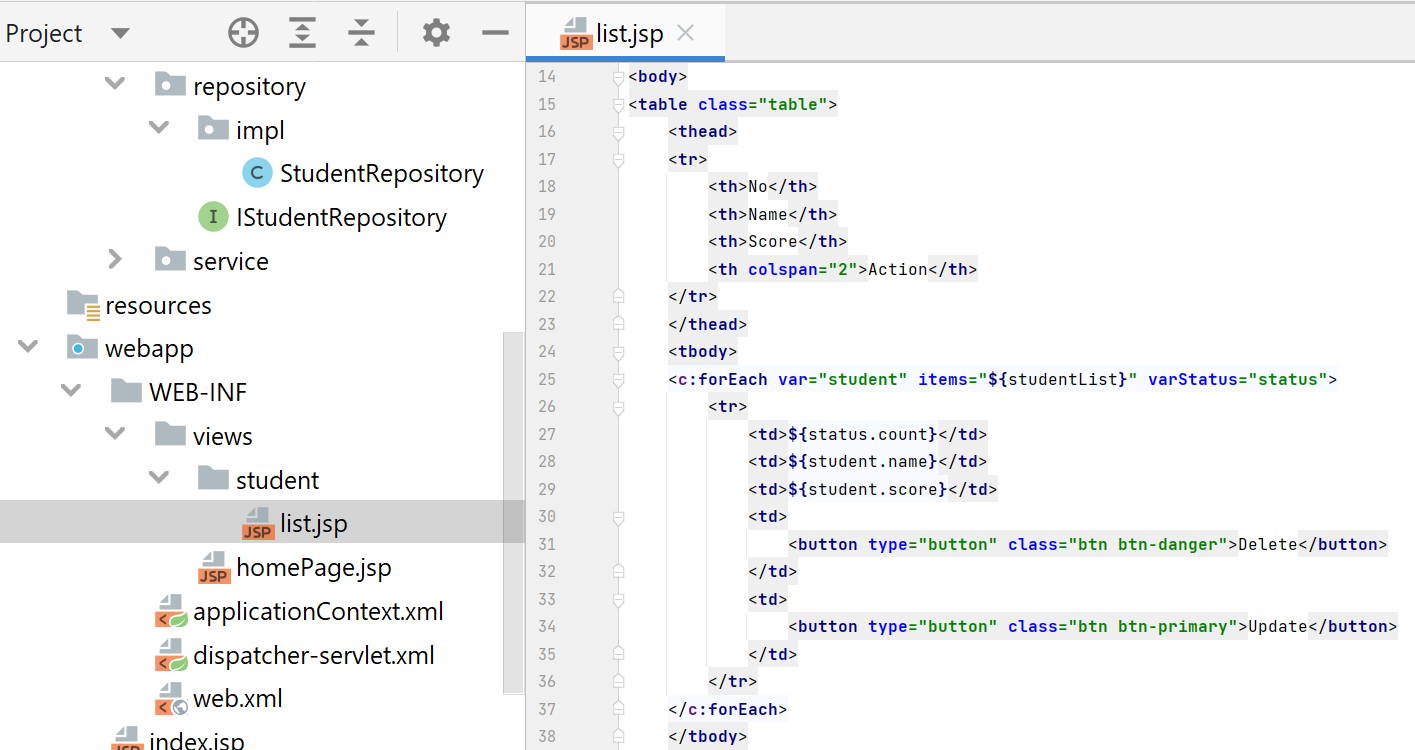 Project
repository
impl
C StudentRepository
I IStudentRepository
service
resources
webapp
WEB-INF
views
student
JSP list.jsp
JSP homePage.jsp
applicationContext.xml
dispatcher-servlet.xml
web.xml
JSP index.jsp
JSP list.jsp
14 <body>
15 <table class="table">
16 <thead>
17 <tr>
18 <th>No</th>
19 <th>Name</th>
20 <th>Score</th>
21 <th colspan="2">Action</th>
22 </tr>
23 </thead>
24 <tbody>
25 <c:forEach var="student" items="${studentList}" varStatus="status">
26 <tr>
27 <td>${status.count}</td>
28 <td>${student.name}</td>
29 <td>${student.score}</td>
30 <td>
31 <button type="button" class="btn btn-danger">Delete</button>
32 </td>
33 <td>
34 <button type="button" class="btn btn-primary">Update</button>
35 </td>
36 </tr>
37 </c:forEach>
38 </tbody>